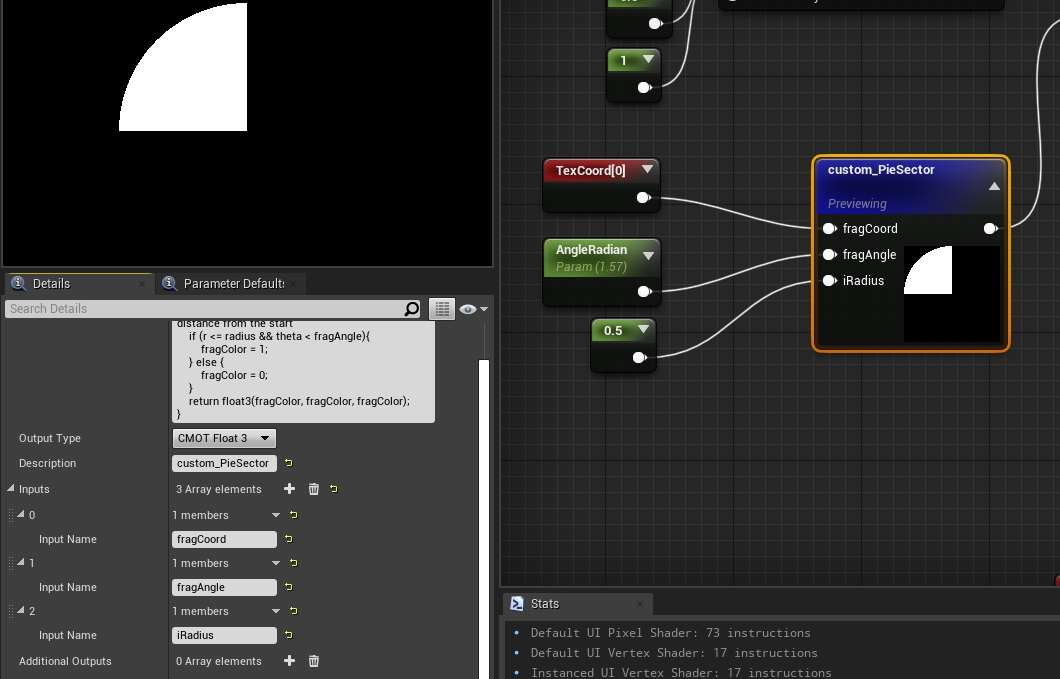 1
TexCoord[0]
custom_PieSector
Previewing
fragCoord
fragAngle
iRadius
AngleRadian
Param (1.57)
0.5
Details
Parameter Defaults
Search Details
distance from the start
if (r <= radius && theta < fragAngle){
fragColor = 1;
} else {
fragColor = 0;
}
return float3(fragColor, fragColor, fragColor);
}
Output Type
CMOT Float 3
Description
custom_PieSector
Inputs
3 Array elements
0
1 members
Input Name
fragCoord
1
1 members
Input Name
fragAngle
2
1 members
Input Name
iRadius
Additional Outputs
0 Array elements
Stats
• Default UI Pixel Shader: 73 instructions
• Default UI Vertex Shader: 17 instructions
• Instanced UI Vertex Shader: 17 instructions